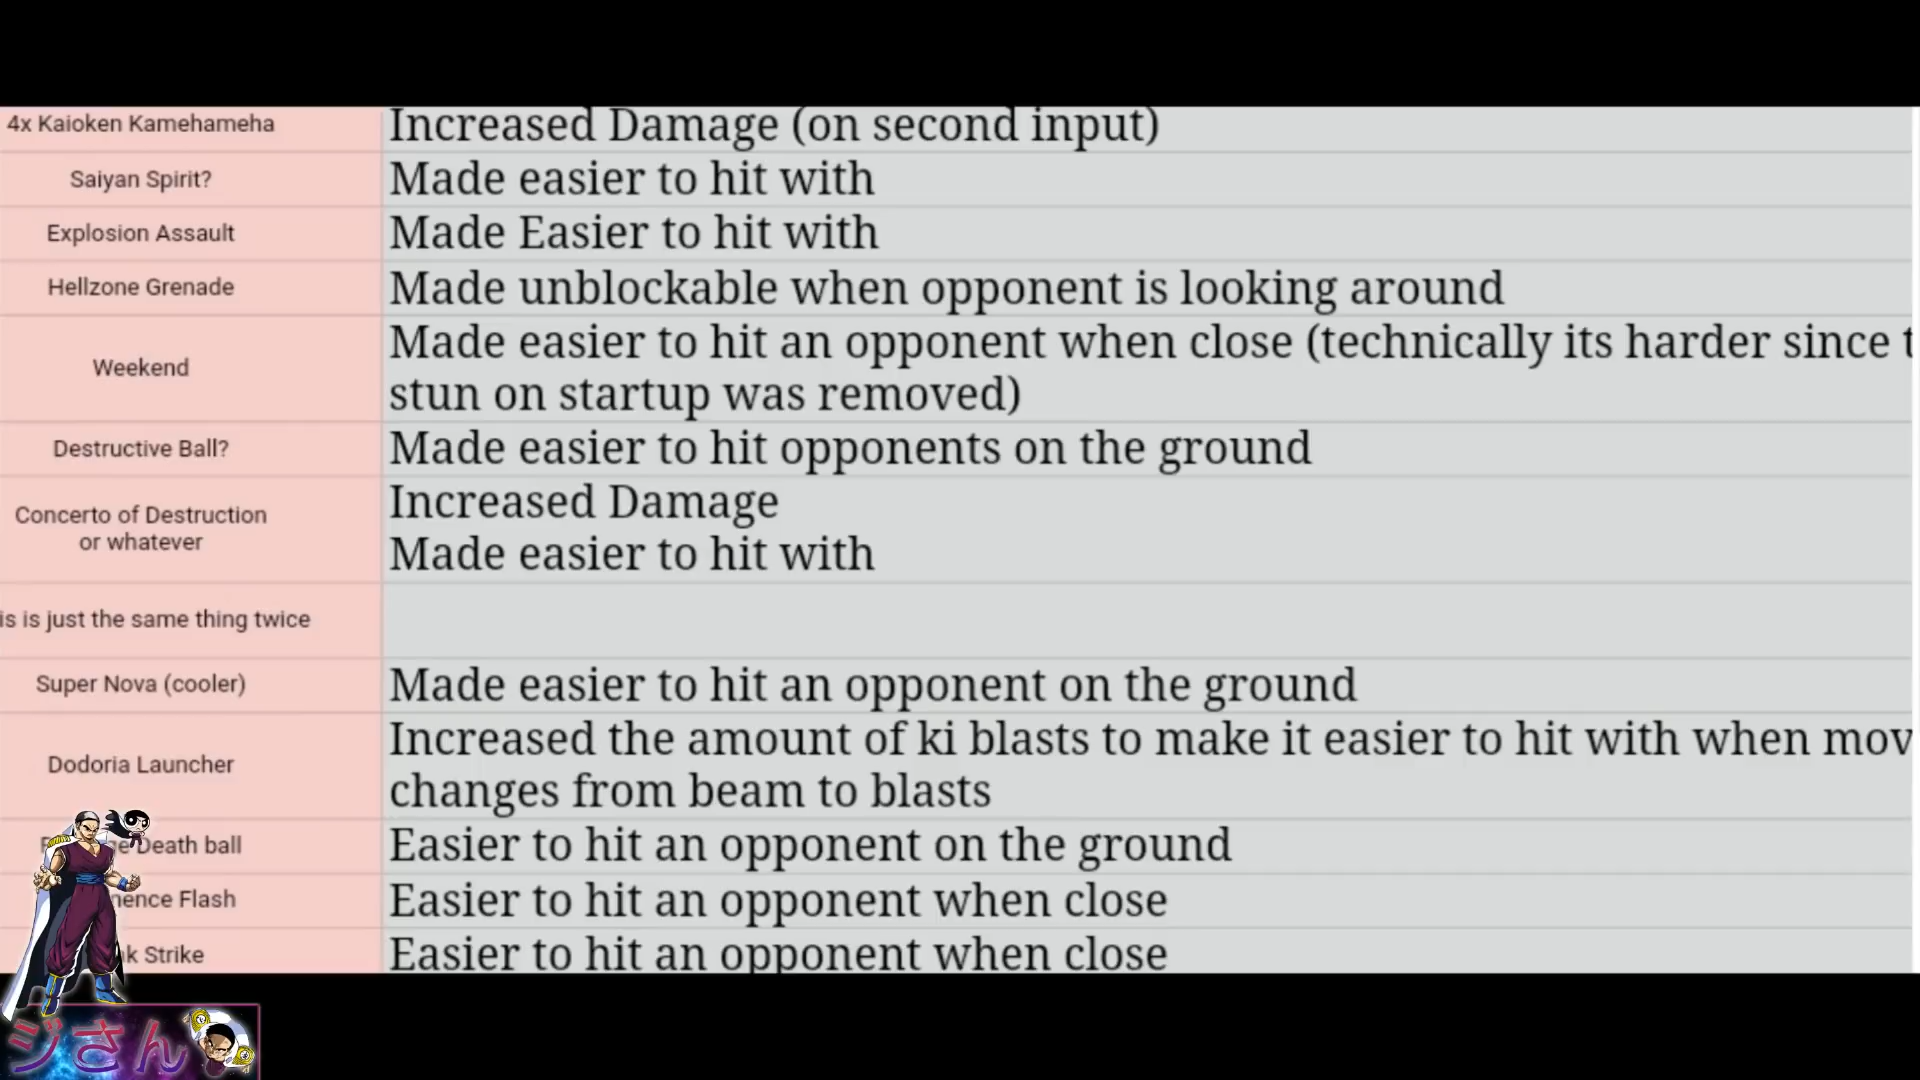 4x Kaioken Kamehameha
Increased Damage (on second input)
Saiyan Spirit?
Made easier to hit with
Explosion Assault
Made Easier to hit with
Hellzone Grenade
Made unblockable when opponent is looking around
Weekend
Made easier to hit an opponent when close (technically its harder since
stun on startup was removed)
Destructive Ball?
Made easier to hit opponents on the ground
Concerto of Destruction
or whatever
Increased Damage
Made easier to hit with
is is just the same thing twice
Super Nova (cooler)
Made easier to hit an opponent on the ground
Dodoria Launcher
Increased the amount of ki blasts to make it easier to hit with when mov
changes from beam to blasts
Death ball
Easier to hit an opponent on the ground
Flash
Easier to hit an opponent when close
Strike
Easier to hit an opponent when close
ジさん